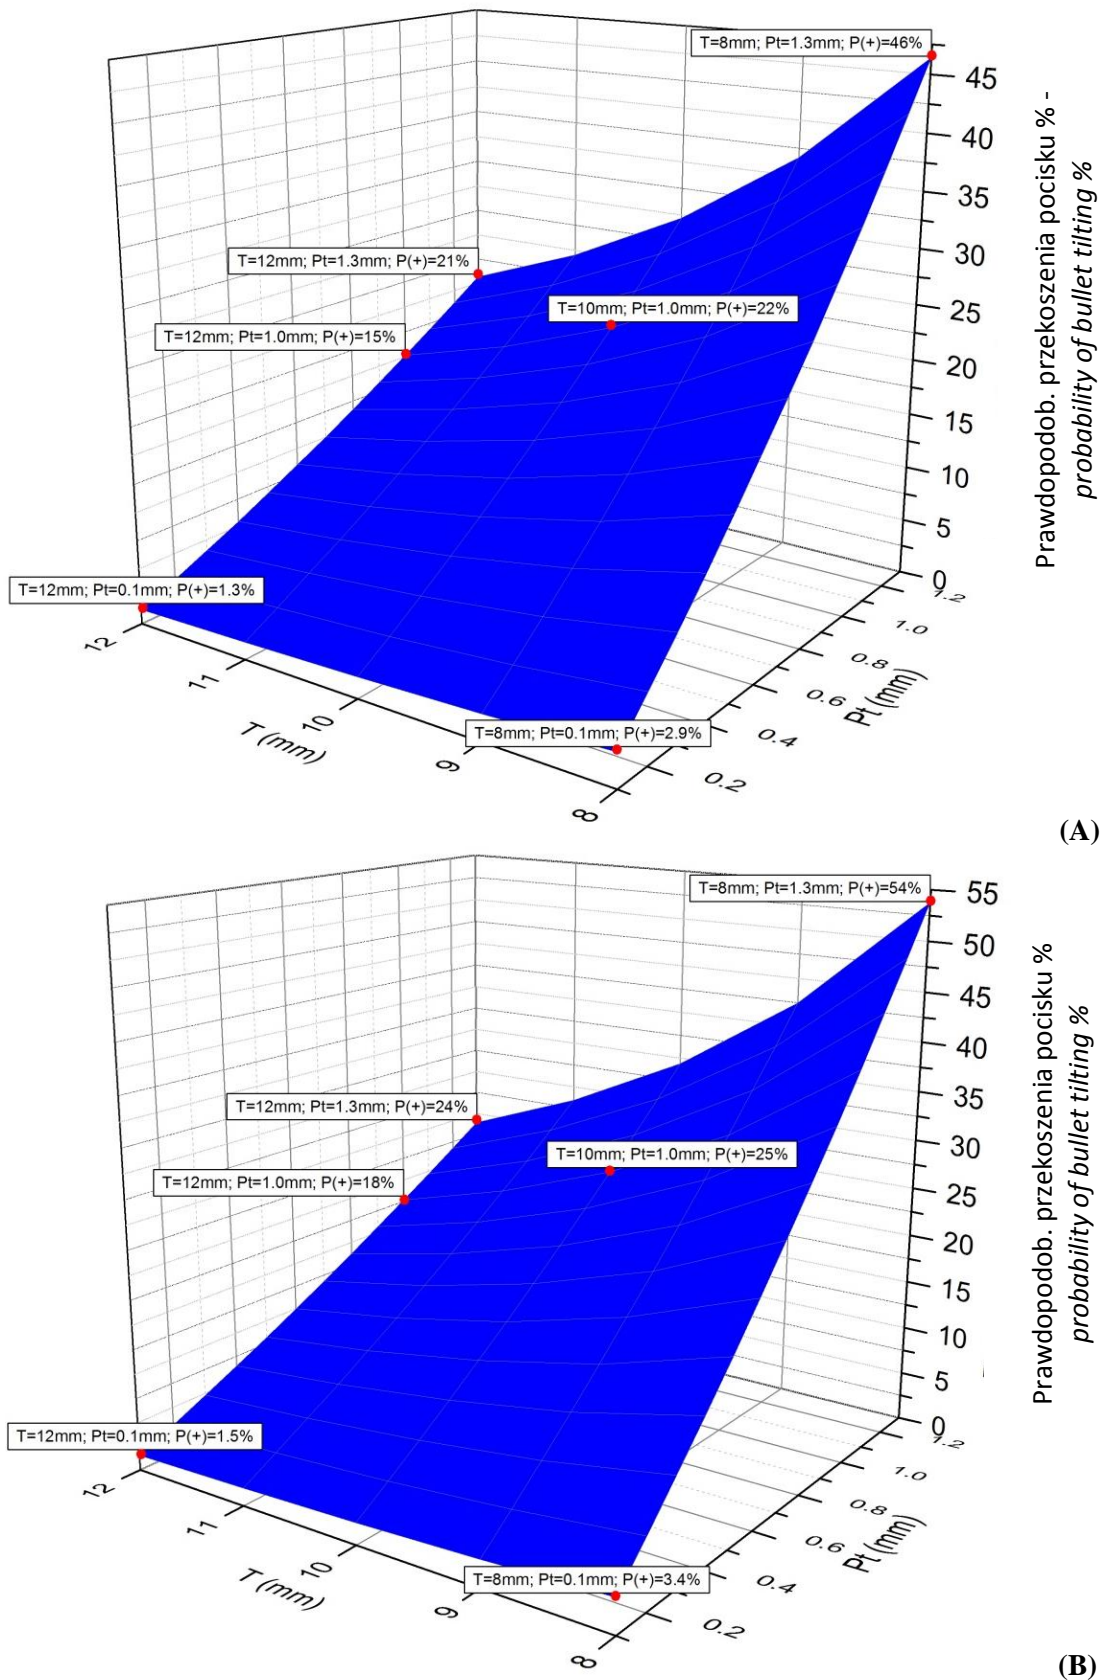 T=8mm; Pt=1.3mm; P(+)=46%
45
40
35
30
25
20
15
10
5
0
Prawdopodob. przekoszenia pocisku % -
probability of bullet tilting %
T=12mm; Pt=1.3mm; P(+)=21%
T=10mm; Pt=1.0mm; P(+)=22%
T=12mm; Pt=1.0mm; P(+)=15%
T=12mm; Pt=0.1mm; P(+)=1.3%
T=8mm; Pt=0.1mm; P(+)=2.9%
12
11
10
9
8
T (mm)
1.2
1.0
0.8
0.6
0.4
0.2
Pt (mm)
(A)
T=8mm; Pt=1.3mm; P(+)=54%
55
50
45
40
35
30
25
20
15
10
5
0
Prawdopodob. przekoszenia pocisku %
probability of bullet tilting %
T=12mm; Pt=1.3mm; P(+)=24%
T=10mm; Pt=1.0mm; P(+)=25%
T=12mm; Pt=1.0mm; P(+)=18%
T=12mm; Pt=0.1mm; P(+)=1.5%
T=8mm; Pt=0.1mm; P(+)=3.4%
12
11
10
9
8
T (mm)
1.2
1.0
0.8
0.6
0.4
0.2
Pt (mm)
(B)